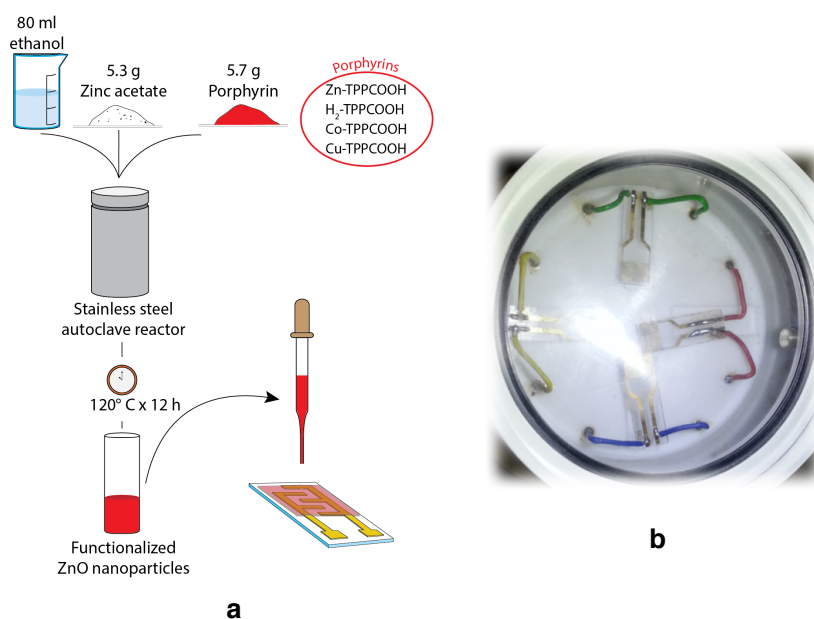 80 ml
ethanol
5.3 g
Zinc acetate
5.7 g
Porphyrin
Porphyrins
Zn-TPPCOOH
H₂-TPPCOOH
Co-TPPCOOH
Cu-TPPCOOH
Stainless steel
autoclave reactor
120° C x 12 h
Functionalized
ZnO nanoparticles
a
b